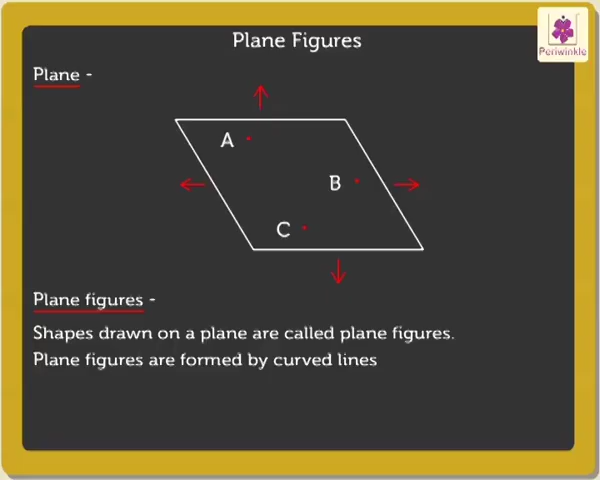 Plane Figures
Periwinkle
Plane -
A
B
C
Plane figures -
Shapes drawn on a plane are called plane figures.
Plane figures are formed by curved lines